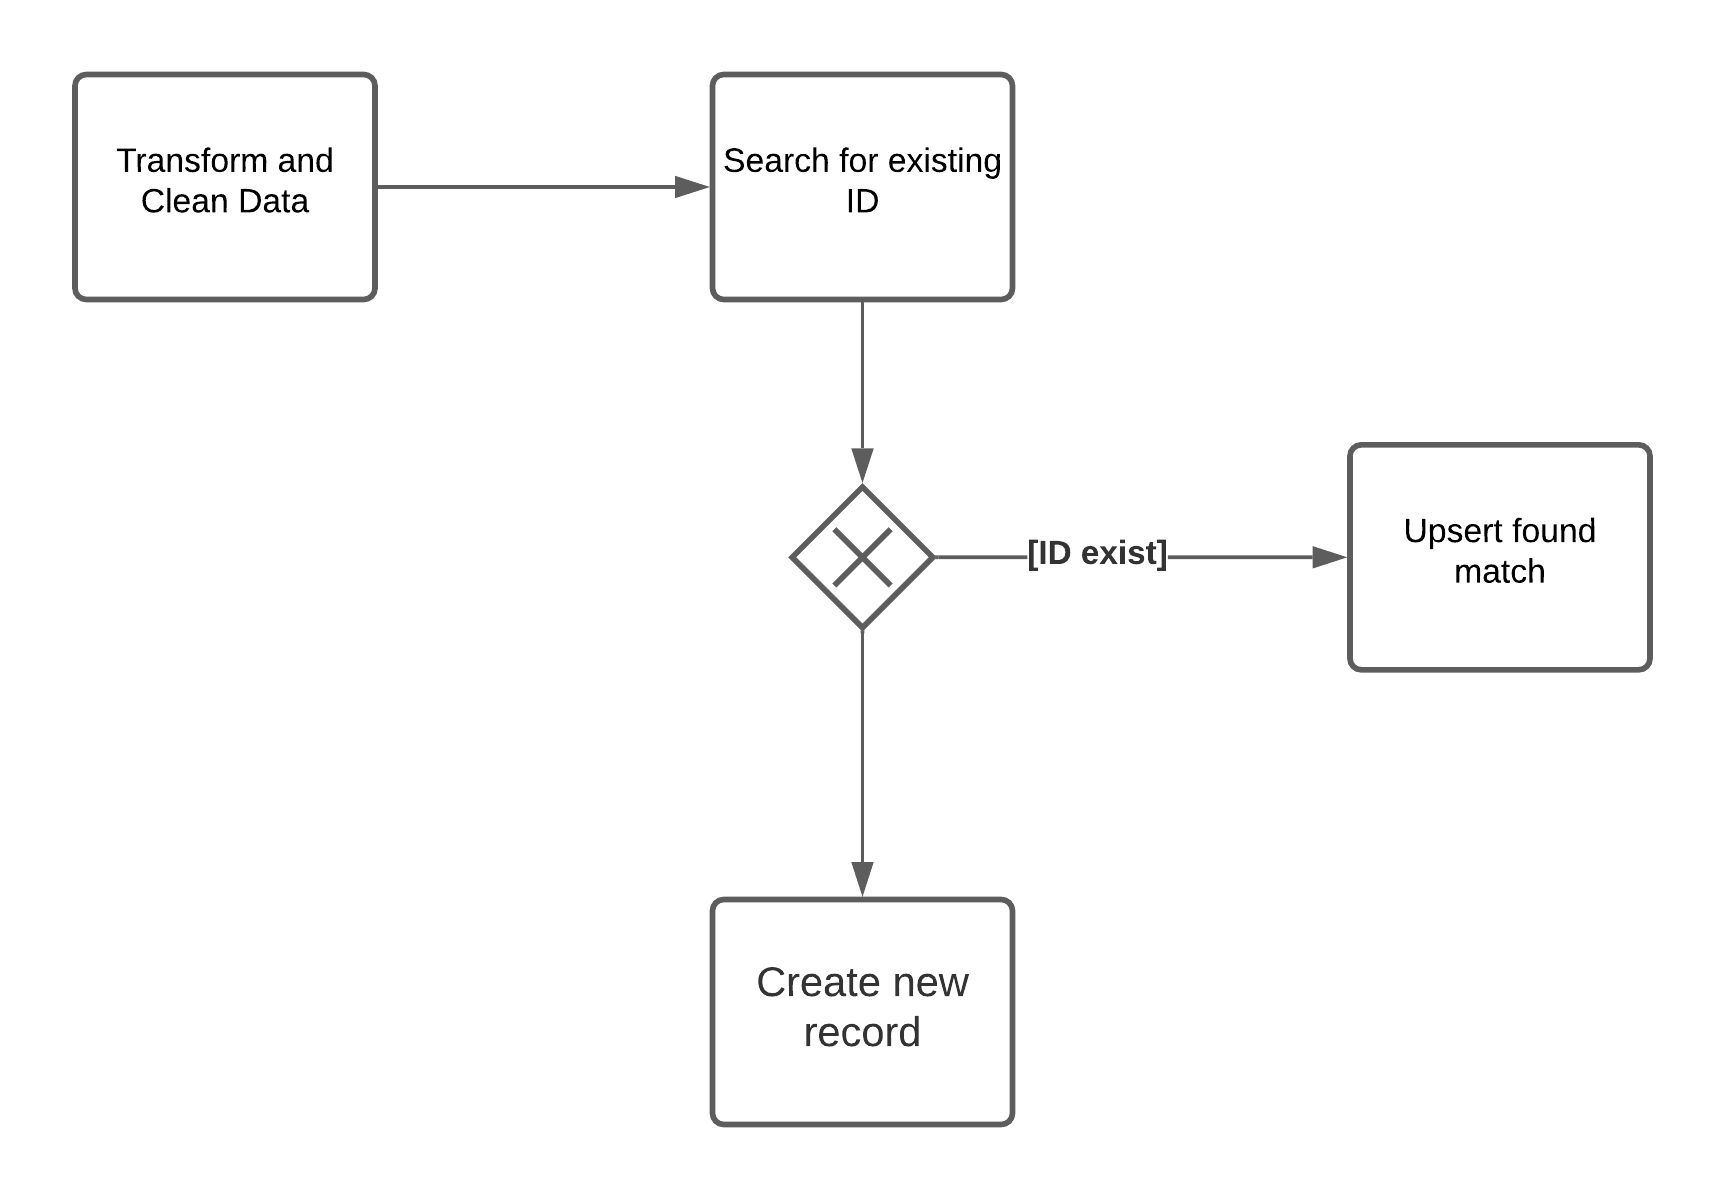 Transform and
Clean Data
Search for existing
ID
[ID exist]
Upsert found
match
Create new
record